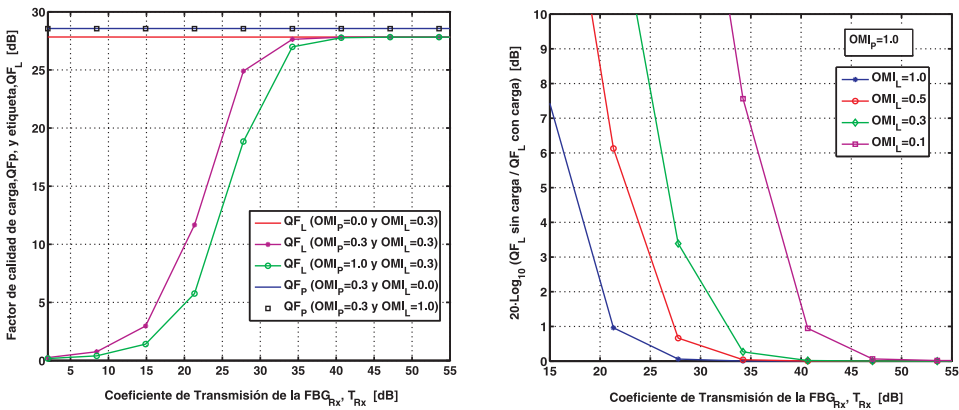 Factor de calidad de carga,QFp, y etiqueta,QF_L [dB]
30
25
20
15
10
5
0
5 10 15 20 25 30 35 40 45 50 55
Coeficiente de Transmisión de la FBG_Rx, T_Rx [dB]
QF_L (OMI_P=0.0 y OMI_L=0.3)
QF_L (OMI_P=0.3 y OMI_L=0.3)
QF_L (OMI_P=1.0 y OMI_L=0.3)
QF_P (OMI_P=0.3 y OMI_L=0.0)
QF_P (OMI_P=0.3 y OMI_L=1.0)
20·Log_10 (QF_L sin carga / QF_L con carga) [dB]
10
9
8
7
6
5
4
3
2
1
0
15 20 25 30 35 40 45 50 55
Coeficiente de Transmisión de la FBG_Rx, T_Rx [dB]
OMI_P=1.0
OMI_L=1.0
OMI_L=0.5
OMI_L=0.3
OMI_L=0.1